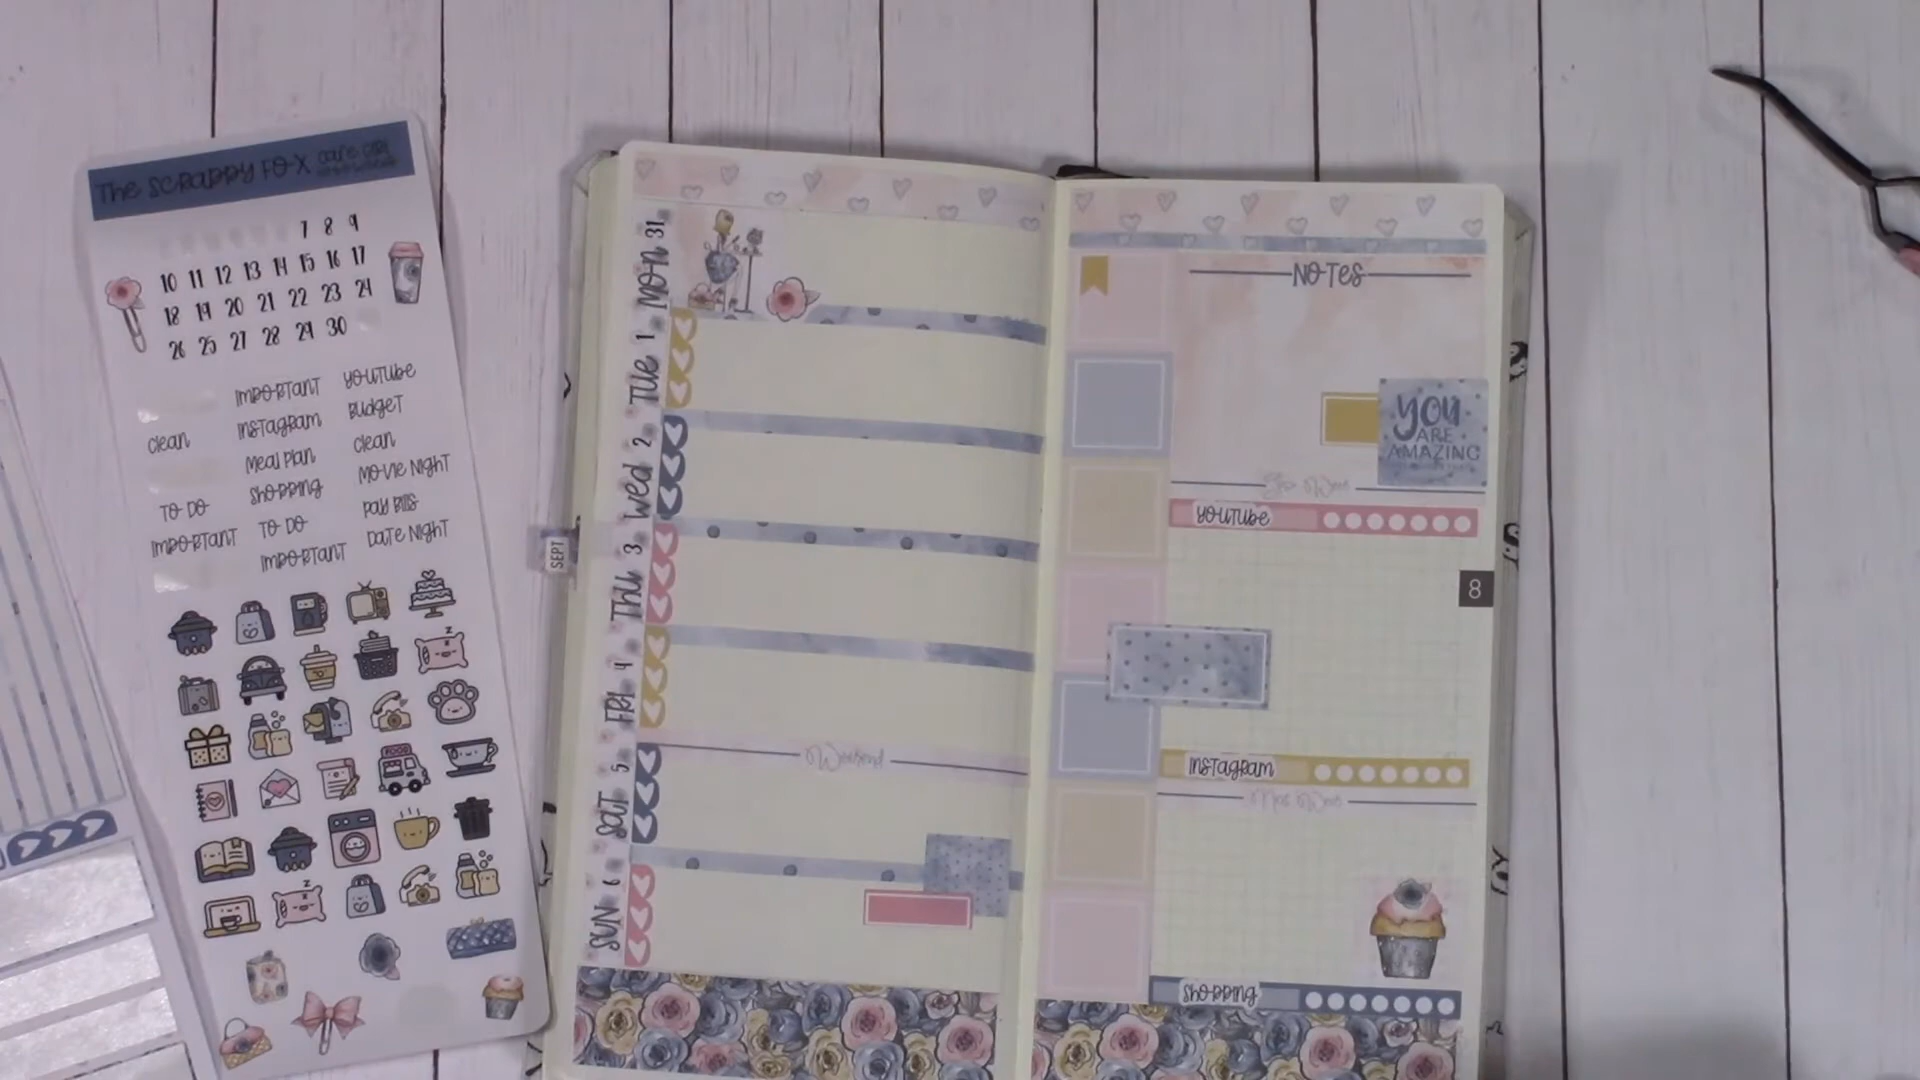 The Scrappy Fox
7 8 9
10 11 12 13 14 15 16 17
18 19 20 21 22 23 24
26 25 27 28 29 30
IMPORTANT YOUTUBE
INSTAGRAM BUDGET
Clean Clean
Meal Plan MOVIE NIGHT
SHOPPING
TO DO PAY BILLS
IMPORTANT TO DO DATE NIGHT
IMPORTANT
FOOD
SEPT
MON 31
TUE 1
WED 2
THU 3
FRI 4
Weekend
SAT 5
SUN 6
NOTES
YOU
ARE
AMAZING
YOUTUBE
8
INSTAGRAM
SHOPPING